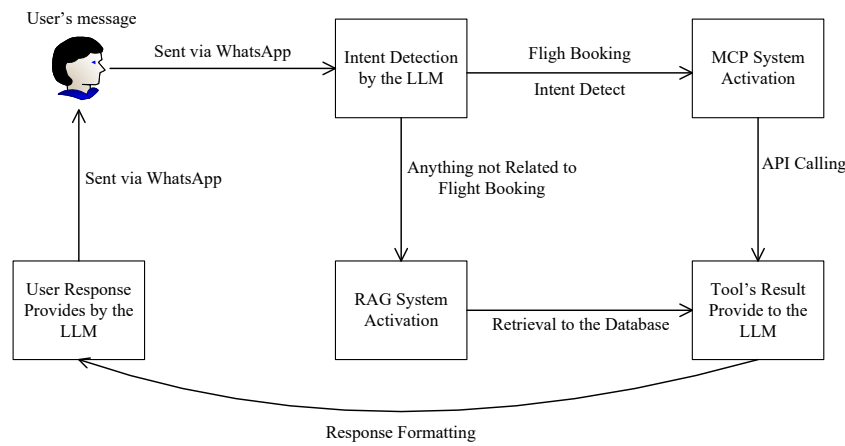 User's message
Sent via WhatsApp
Intent Detection
by the LLM
Fligh Booking
Intent Detect
MCP System
Activation
Anything not Related to
Flight Booking
API Calling
Sent via WhatsApp
User Response
Provides by the
LLM
RAG System
Activation
Retrieval to the Database
Tool's Result
Provide to the
LLM
Response Formatting